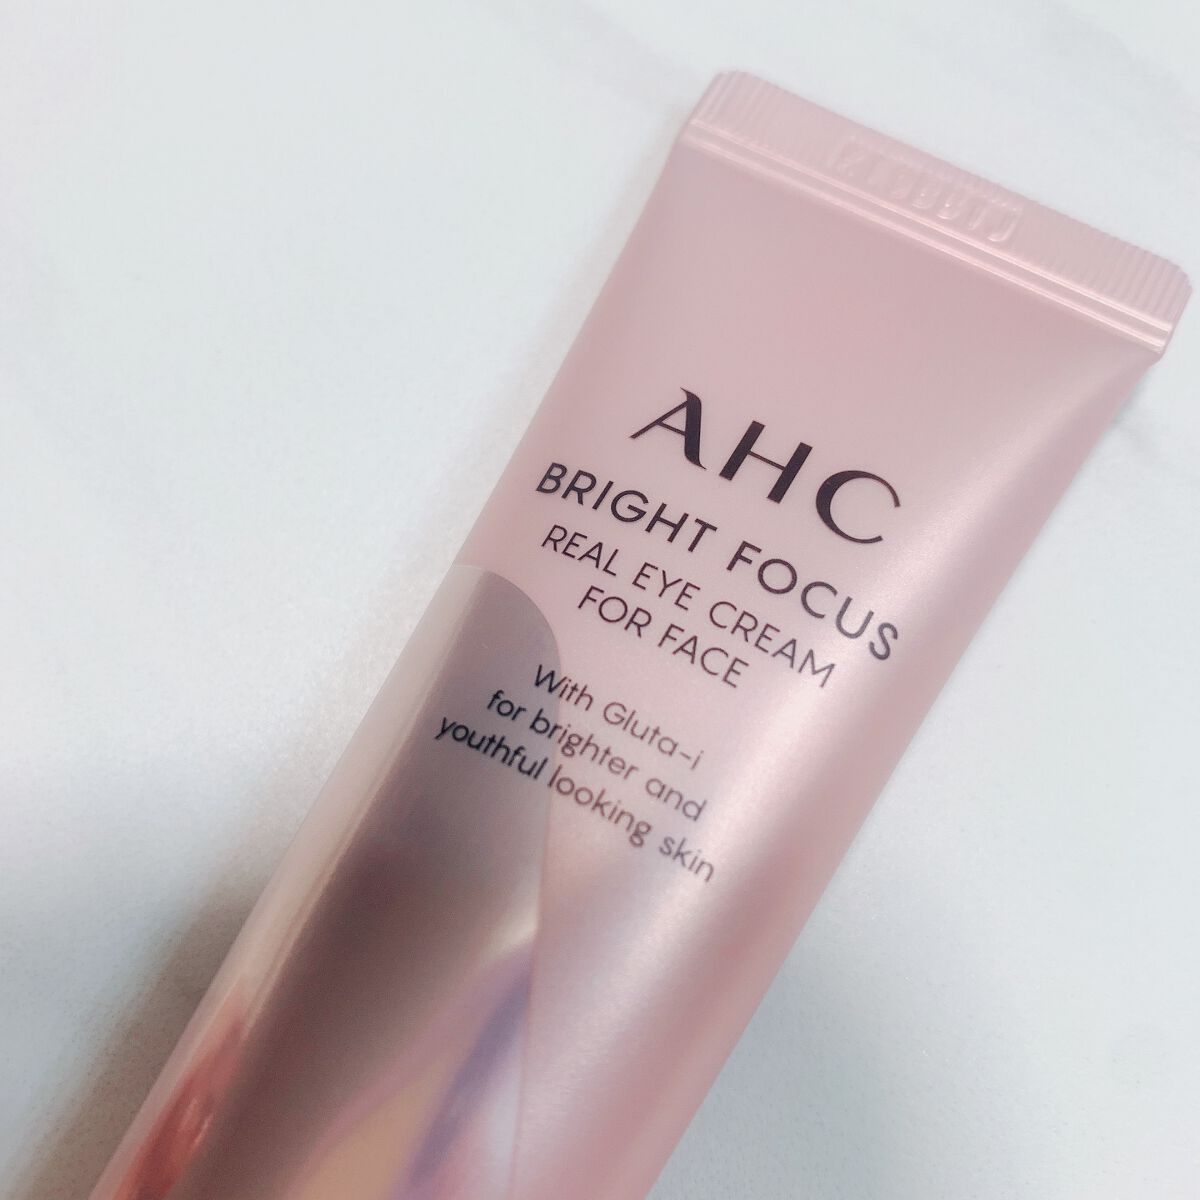 AHC
BRIGHT FOCUS
REAL EYE CREAM
FOR FACE
With Gluta-i
for brighter and
youthful looking skin